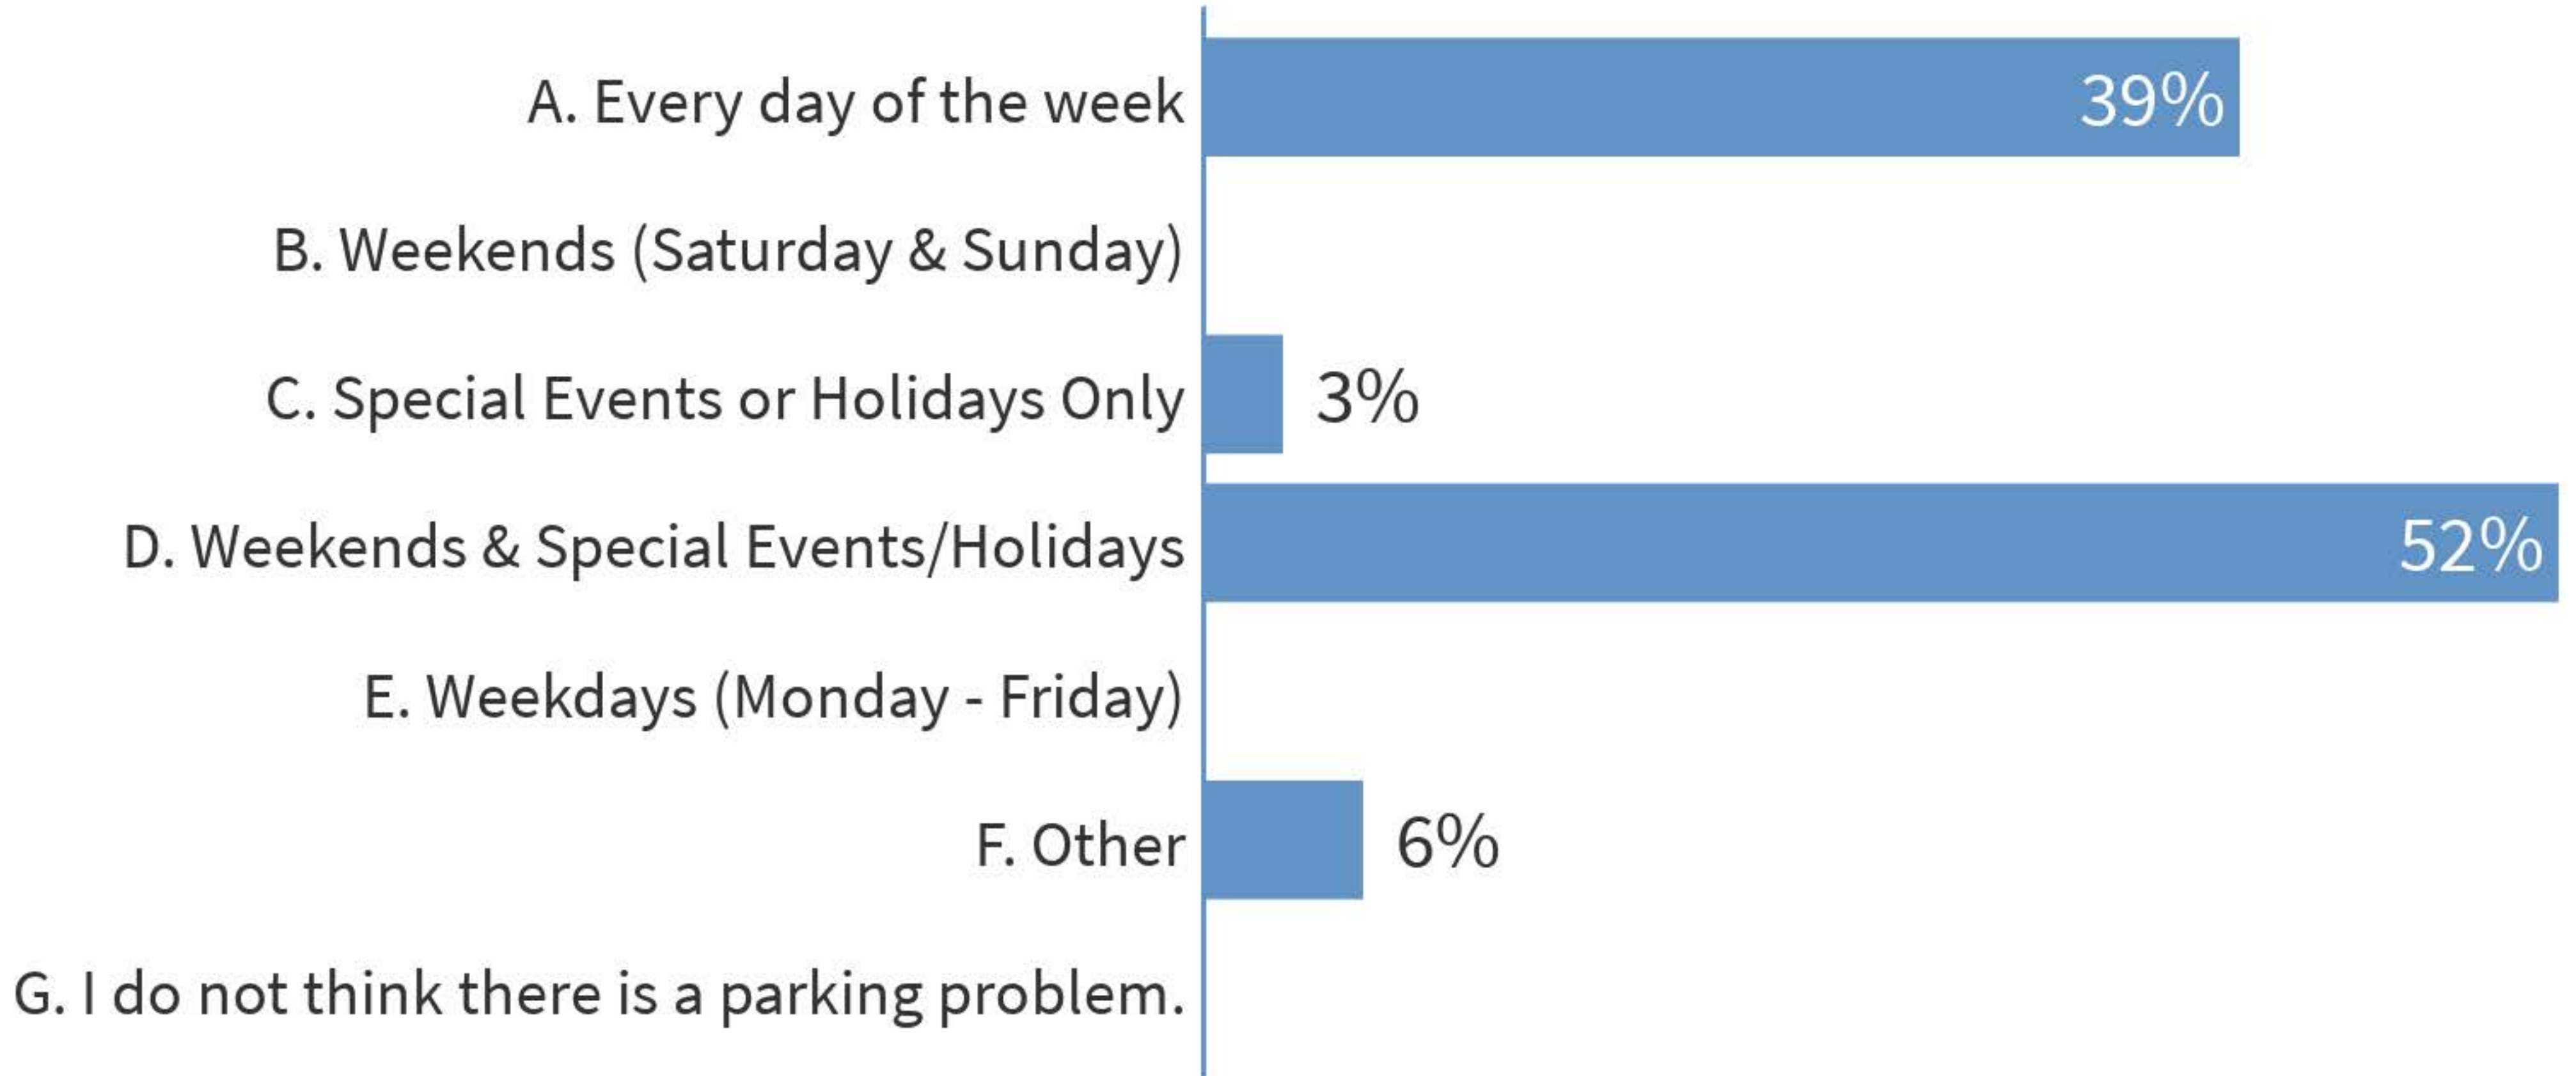 A. Every day of the week 39%
B. Weekends (Saturday & Sunday)
C. Special Events or Holidays Only 3%
D. Weekends & Special Events/Holidays 52%
E. Weekdays (Monday - Friday)
F. Other 6%
G. I do not think there is a parking problem.